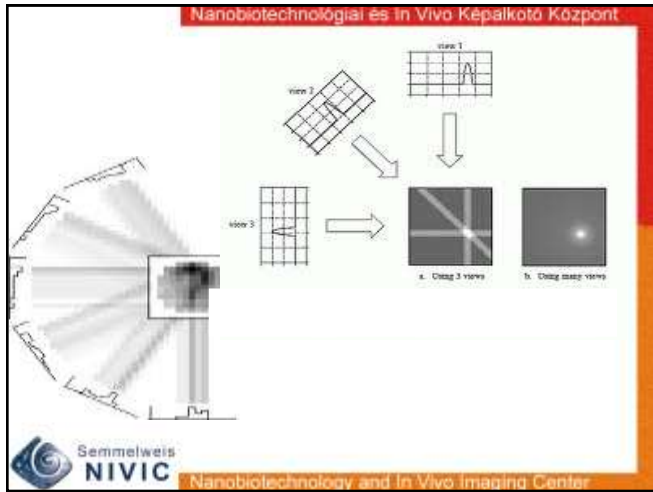 Nanobiotechnológiai és In Vivo Képalkotó Központ
view 1
view 2
view 3
a. Using 3 views
b. Using many views
Semmelweis
NIVIC
Nanobiotechnology and In Vivo Imaging Center